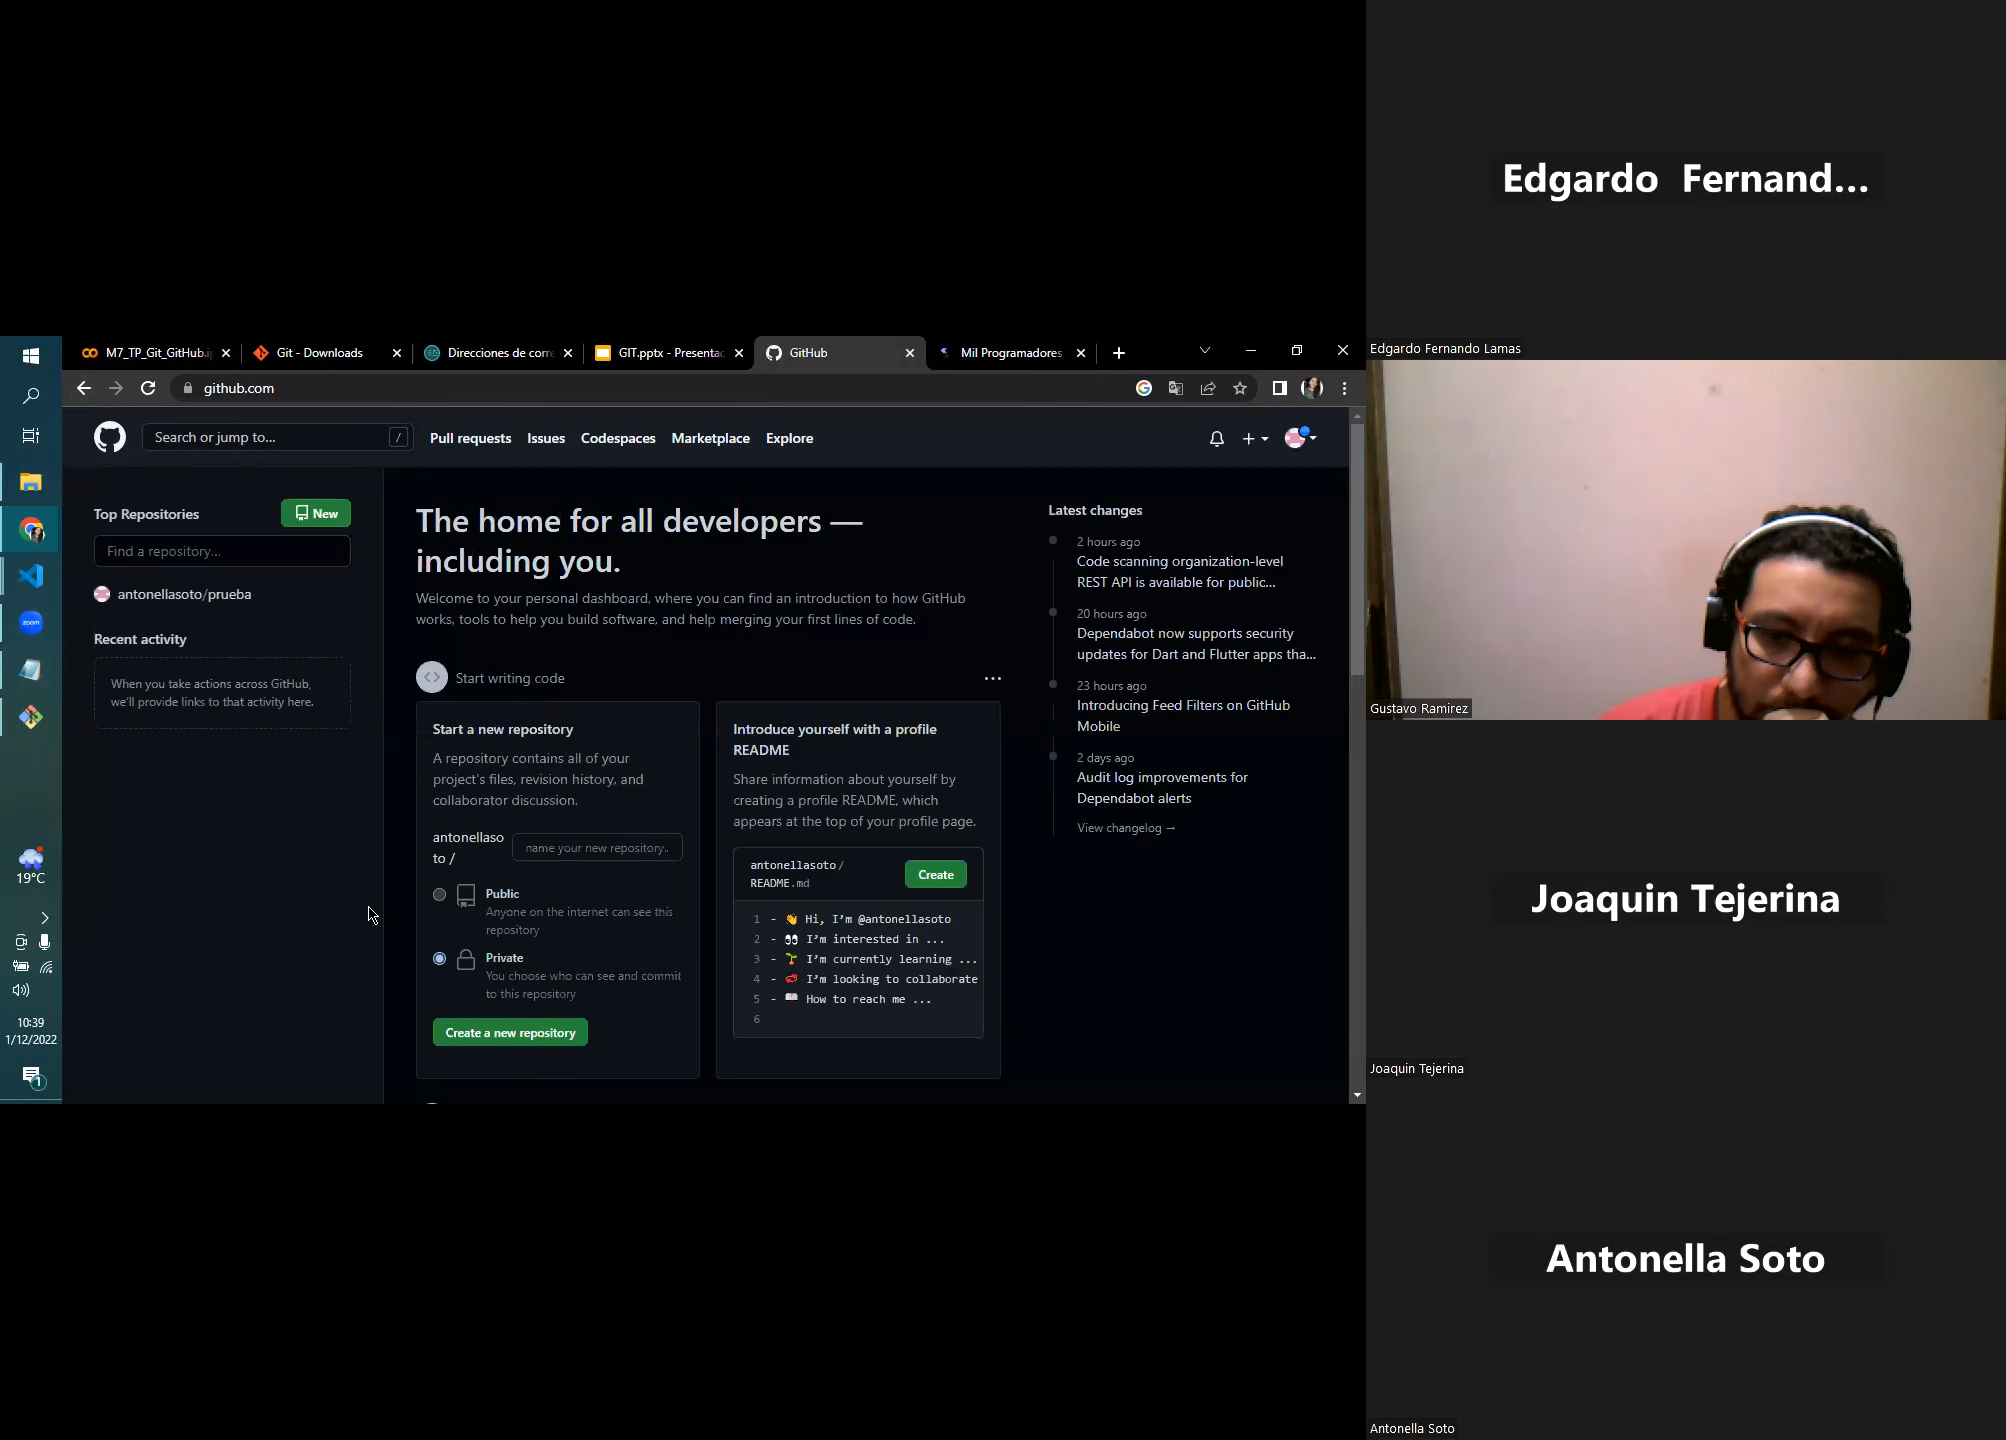 M7_TP_Git_GitHub.i
Git - Downloads
Direcciones de corre
GIT.pptx - Presentac
GitHub
Mil Programadores
github.com
Search or jump to...
/
Pull requests
Issues
Codespaces
Marketplace
Explore
Top Repositories
New
Find a repository...
antonellasoto/prueba
Recent activity
When you take actions across GitHub,
we'll provide links to that activity here.
The home for all developers —
including you.
Welcome to your personal dashboard, where you can find an introduction to how GitHub
works, tools to help you build software, and help merging your first lines of code.
Start writing code
Start a new repository
A repository contains all of your
project's files, revision history, and
collaborator discussion.
antonellaso
to /
name your new repository..
Public
Anyone on the internet can see this
repository
Private
You choose who can see and commit
to this repository
Create a new repository
Introduce yourself with a profile
README
Share information about yourself by
creating a profile README, which
appears at the top of your profile page.
antonellasoto/
README.md
Create
1 - 👋 Hi, I'm @antonellasoto
2 - 👀 I'm interested in ...
3 - 🌱 I'm currently learning ...
4 - 💞️ I'm looking to collaborate
5 - 📫 How to reach me ...
6
Latest changes
2 hours ago
Code scanning organization-level
REST API is available for public...
20 hours ago
Dependabot now supports security
updates for Dart and Flutter apps tha...
23 hours ago
Introducing Feed Filters on GitHub
Mobile
2 days ago
Audit log improvements for
Dependabot alerts
View changelog →
zoom
19°C
10:39
1/12/2022
1
Edgardo Fernand...
Edgardo Fernando Lamas
Gustavo Ramirez
Joaquin Tejerina
Joaquin Tejerina
Antonella Soto
Antonella Soto